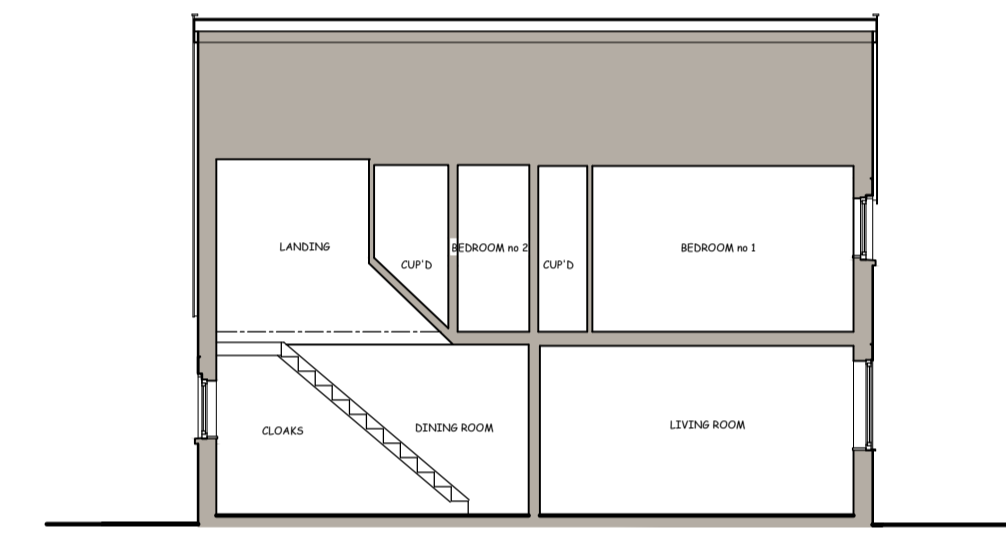 LANDING
CUP'D
BEDROOM no 2
CUP'D
BEDROOM no 1
CLOAKS
DINING ROOM
LIVING ROOM